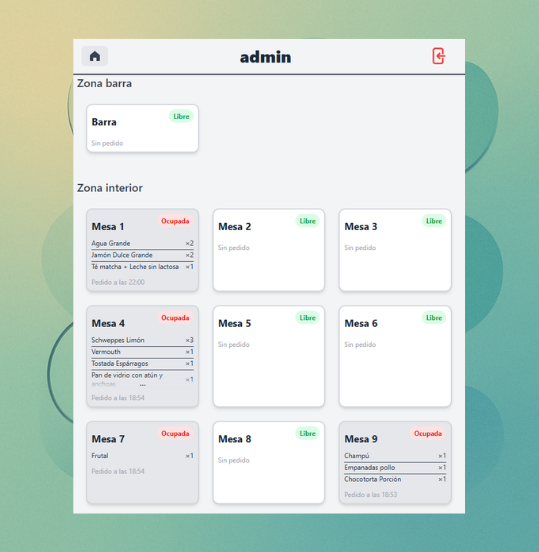 admin
Zona barra
Barra Libre
Sin pedido
Zona interior
Mesa 1 Ocupada
Agua Grande ×2
Jamón Dulce Grande ×2
Té matcha + Leche sin lactosa ×1
Pedido a las 22:00
Mesa 2 Libre
Sin pedido
Mesa 3 Libre
Sin pedido
Mesa 4 Ocupada
Schweppes Limón ×3
Vermouth ×1
Tostada Espárragos ×1
Pan de vidrio con atún y
anchoas ... ×1
Pedido a las 18:54
Mesa 5 Libre
Sin pedido
Mesa 6 Libre
Sin pedido
Mesa 7 Ocupada
Frutal ×1
Pedido a las 18:54
Mesa 8 Libre
Sin pedido
Mesa 9 Ocupada
Champú ×1
Empanadas pollo ×1
Chocotorta Porción ×1
Pedido a las 18:53